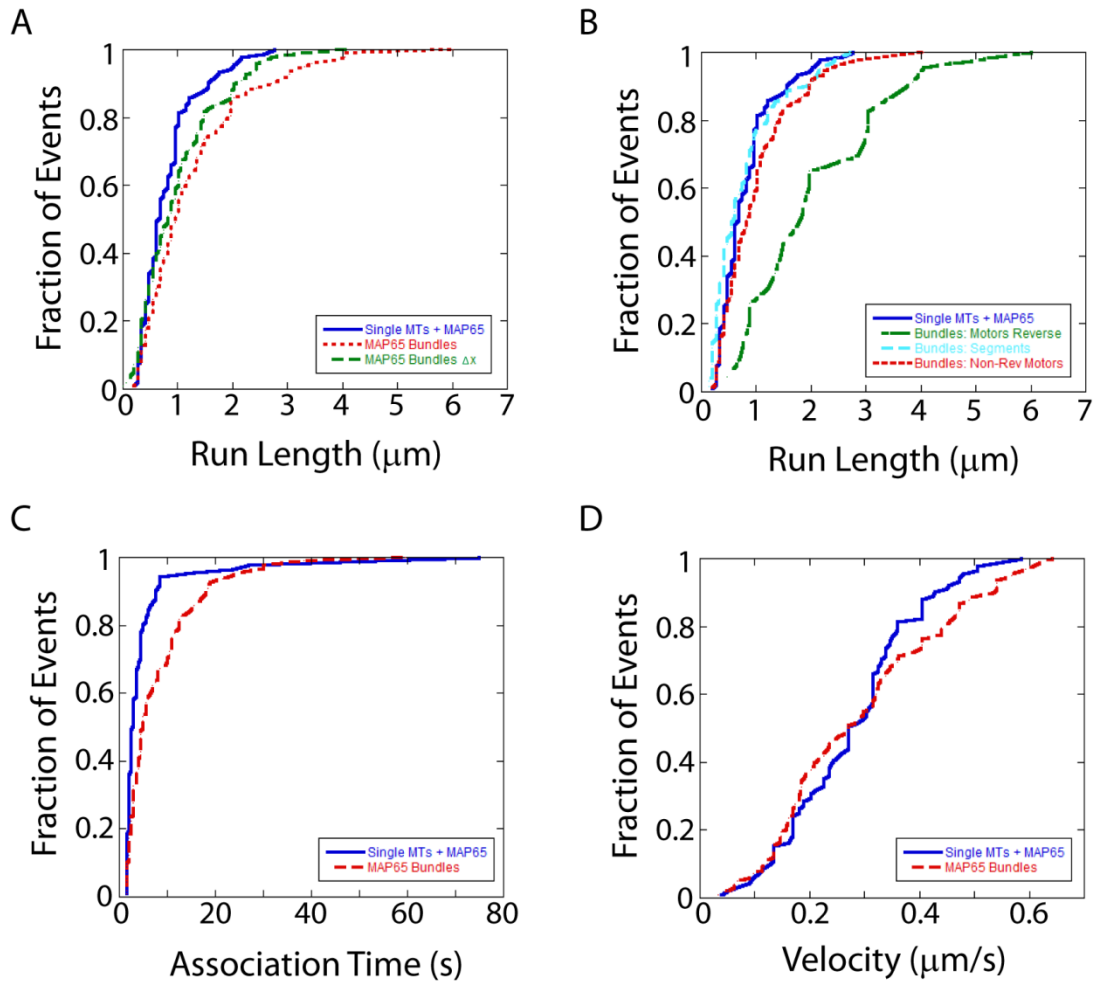 A
Fraction of Events
1
0.8
0.6
0.4
0.2
0
0 1 2 3 4 5 6 7
Run Length (μm)
Single MTs + MAP65
MAP65 Bundles
MAP65 Bundles Δx
B
Fraction of Events
1
0.8
0.6
0.4
0.2
0
0 1 2 3 4 5 6 7
Run Length (μm)
Single MTs + MAP65
Bundles: Motors Reverse
Bundles: Segments
Bundles: Non-Rev Motors
C
Fraction of Events
1
0.8
0.6
0.4
0.2
0
0 20 40 60 80
Association Time (s)
Single MTs + MAP65
MAP65 Bundles
D
Fraction of Events
1
0.8
0.6
0.4
0.2
0
0 0.2 0.4 0.6
Velocity (μm/s)
Single MTs + MAP65
MAP65 Bundles